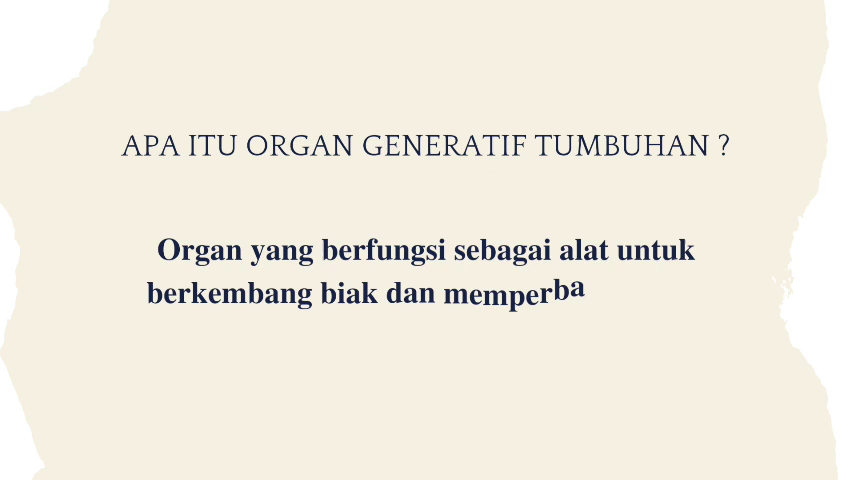 APA ITU ORGAN GENERATIF TUMBUHAN ?
Organ yang berfungsi sebagai alat untuk
berkembang biak dan memperba